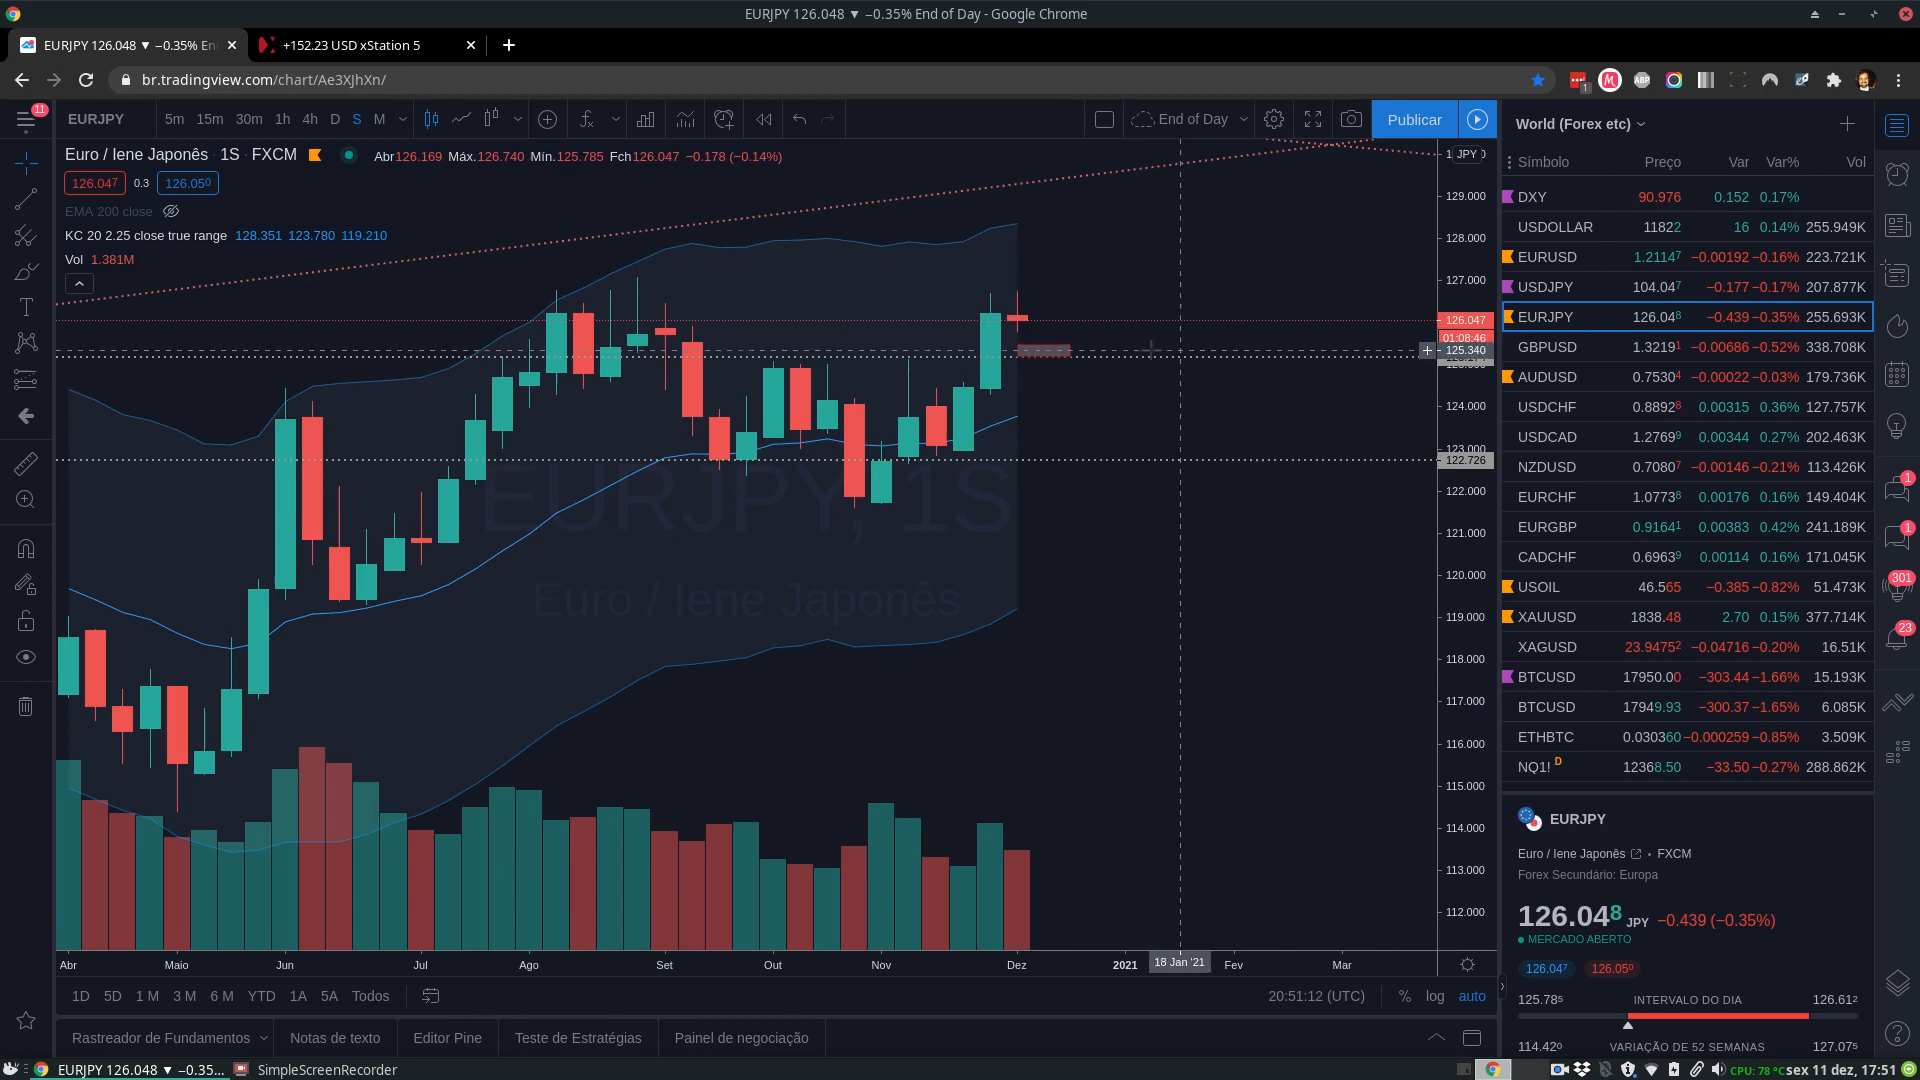 EURJPY 126.048 ▼ −0.35% End of Day - Google Chrome
EURJPY 126.048 ▼ −0.35% En
+152.23 USD xStation 5
br.tradingview.com/chart/Ae3XJhXn/
1
ABP
11
EURJPY 5m 15m 30m 1h 4h D S M
End of Day
Publicar
Euro / Iene Japonês · 1S · FXCM
Abr126.169 Máx.126.740 Mín.125.785 Fch126.047 −0.178 (−0.14%)
126.047 0.3 126.050
EMA 200 close
KC 20 2.25 close true range 128.351 123.780 119.210
Vol 1.381M
EURJPY, 1S
Euro / Iene Japonês
JPY
129.000
128.000
127.000
126.047
01:08:46
125.340
124.000
123.000
122.726
122.000
121.000
120.000
119.000
118.000
117.000
116.000
115.000
114.000
113.000
112.000
Abr Maio Jun Jul Ago Set Out Nov Dez 2021 18 Jan '21 Fev Mar
1D 5D 1 M 3 M 6 M YTD 1A 5A Todos
20:51:12 (UTC) % log auto
Rastreador de Fundamentos Notas de texto Editor Pine Teste de Estratégias Painel de negociação
World (Forex etc)
Símbolo Preço Var Var% Vol
DXY 90.976 0.152 0.17%
USDOLLAR 11822 16 0.14% 255.949K
EURUSD 1.21147 −0.00192 −0.16% 223.721K
USDJPY 104.047 −0.177 −0.17% 207.877K
EURJPY 126.048 −0.439 −0.35% 255.693K
GBPUSD 1.32191 −0.00686 −0.52% 338.708K
AUDUSD 0.75304 −0.00022 −0.03% 179.736K
USDCHF 0.88928 0.00315 0.36% 127.757K
USDCAD 1.27699 0.00344 0.27% 202.463K
NZDUSD 0.70807 −0.00146 −0.21% 113.426K
EURCHF 1.07738 0.00176 0.16% 149.404K
EURGBP 0.91641 0.00383 0.42% 241.189K
CADCHF 0.69639 0.00114 0.16% 171.045K
USOIL 46.565 −0.385 −0.82% 51.473K
XAUUSD 1838.48 2.70 0.15% 377.714K
XAGUSD 23.94752 −0.04716 −0.20% 16.51K
BTCUSD 17950.00 −303.44 −1.66% 15.193K
BTCUSD 17949.93 −300.37 −1.65% 6.085K
ETHBTC 0.030360 −0.000259 −0.85% 3.509K
NQ1! D 12368.50 −33.50 −0.27% 288.862K
EURJPY
Euro / Iene Japonês • FXCM
Forex Secundário: Europa
126.048 JPY −0.439 (−0.35%)
MERCADO ABERTO
126.047 126.050
125.785 INTERVALO DO DIA 126.612
114.420 VARIAÇÃO DE 52 SEMANAS 127.075
1
1
301
23
EURJPY 126.048 ▼ −0.35...
SimpleScreenRecorder
CPU: 78 °C
sex 11 dez, 17:51